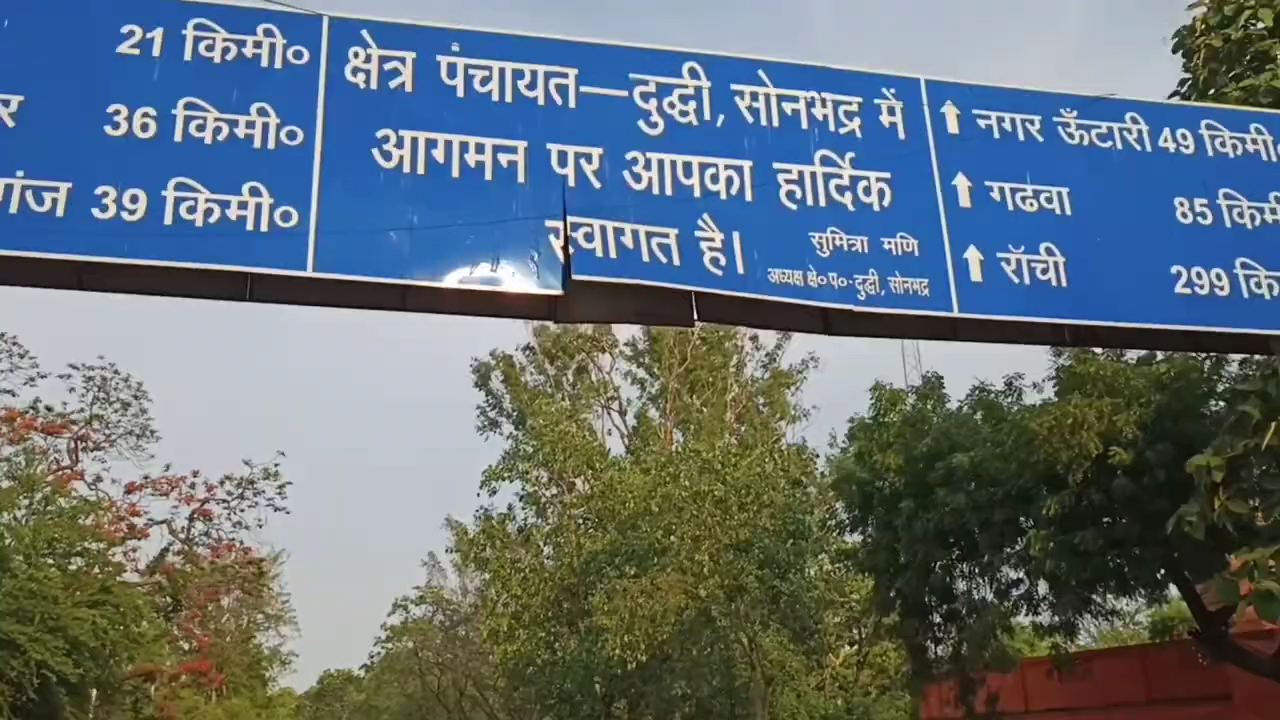 21 किमी०
र 36 किमी०
गंज 39 किमी०
क्षेत्र पंचायत—दुद्धी, सोनभद्र में
आगमन पर आपका हार्दिक
स्वागत है।
सुमित्रा मणि
अध्यक्ष क्षे०प०-दुद्धी, सोनभद्र
↑ नगर ऊँटारी 49 किमी०
↑ गढवा 85 किमी
↑ रॉची 299 कि